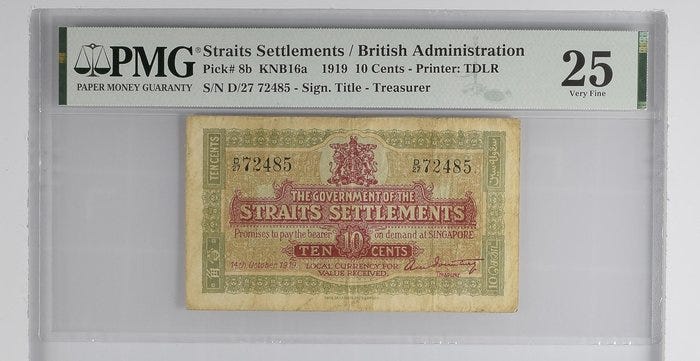 PMG® Straits Settlements / British Administration
PAPER MONEY GUARANTY
Pick# 8b KNB16a 1919 10 Cents - Printer: TDLR
S/N D/27 72485 - Sign. Title - Treasurer
25
Very Fine
TEN CENTS
D/27 72485 D/27 72485
THE GOVERNMENT OF THE
STRAITS SETTLEMENTS
Promises to pay the bearer on demand at SINGAPORE
TEN 10 CENTS
14th October 1919
LOCAL CURRENCY FOR
VALUE RECEIVED.
TREASURER